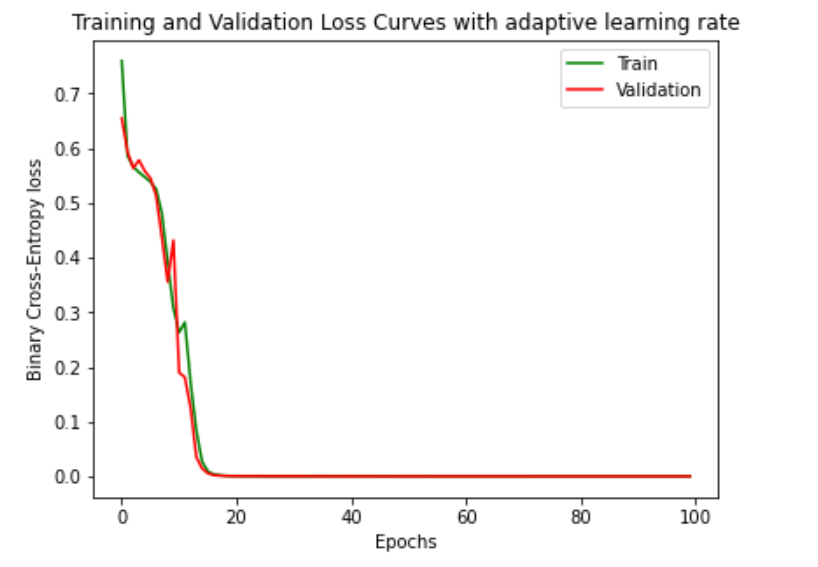 Training and Validation Loss Curves with adaptive learning rate
Train
Validation
0.7
0.6
0.5
0.4
0.3
0.2
0.1
0.0
Binary Cross-Entropy loss
0 20 40 60 80 100
Epochs